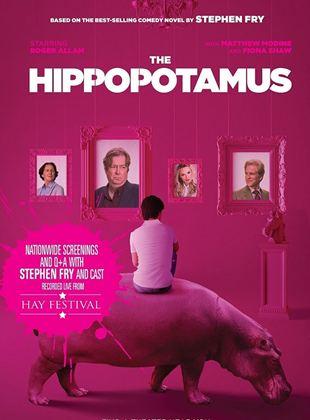 BASED ON THE BEST-SELLING COMEDY NOVEL BY STEPHEN FRY
STARRING
ROGER ALLAM
WITH MATTHEW MODINE
AND FIONA SHAW
THE
HIPPOPOTAMUS
NATIONWIDE SCREENINGS
AND Q+A WITH
STEPHEN FRY AND CAST
RECORDED LIVE FROM
HAY FESTIVAL